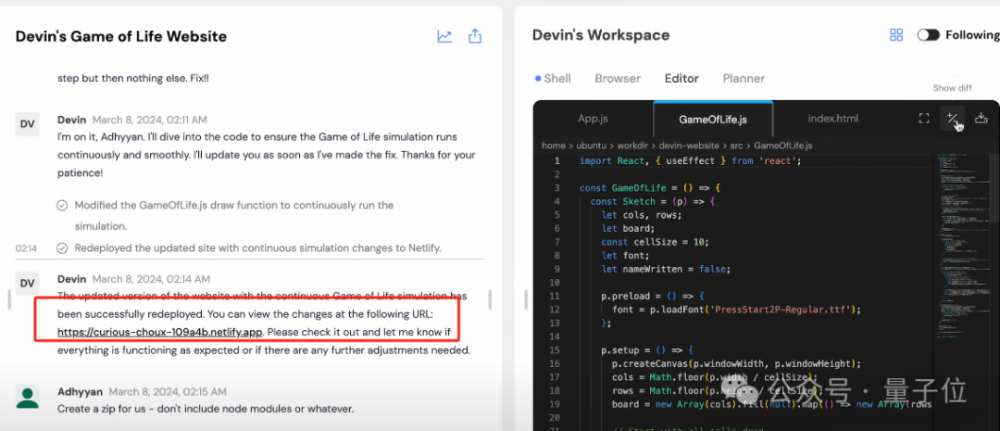 Devin's Game of Life Website
step but then nothing else. Fix!!
DV
Devin March 8, 2024, 02:11 AM
I'm on it, Adhyyan. I'll dive into the code to ensure the Game of Life simulation runs
continuously and smoothly. I'll update you as soon as I've made the fix. Thanks for your
patience!
Modified the GameOfLife.js draw function to continuously run the
simulation.
02:14 Redeployed the updated site with continuous simulation changes to Netlify.
DV
Devin March 8, 2024, 02:14 AM
The updated version of the website with the continuous Game of Life simulation has
been successfully redeployed. You can view the changes at the following URL:
https://curious-choux-109a4b.netlify.app. Please check it out and let me know if
everything is functioning as expected or if there are any further adjustments needed.
Adhyyan March 8, 2024, 02:15 AM
Create a zip for us - don't include node modules or whatever.
Devin's Workspace
Following
Shell Browser Editor Planner
Show diff
App.js GameOfLife.js index.html
home > ubuntu > workdir > devin-website > src > GameOfLife.js
1 import React, { useEffect } from 'react';
2
3 const GameOfLife = () => {
4 const Sketch = (p) => {
5 let cols, rows;
6 let board;
7 const cellSize = 10;
8 let font;
9 let nameWritten = false;
10
11 p.preload = () => {
12 font = p.loadFont('PressStart2P-Regular.ttf');
13 };
14
15 p.setup = () => {
16 p.createCanvas(p.windowWidth, p.windowHeight);
17 cols = Math.floor(p.width / cellSize);
18 rows = Math.floor(p.height / cellSize);
19 board = new Array(cols).fill(null).map(() => new Array(rows
20
21 // Start with all cells dead
公众号 · 量子位